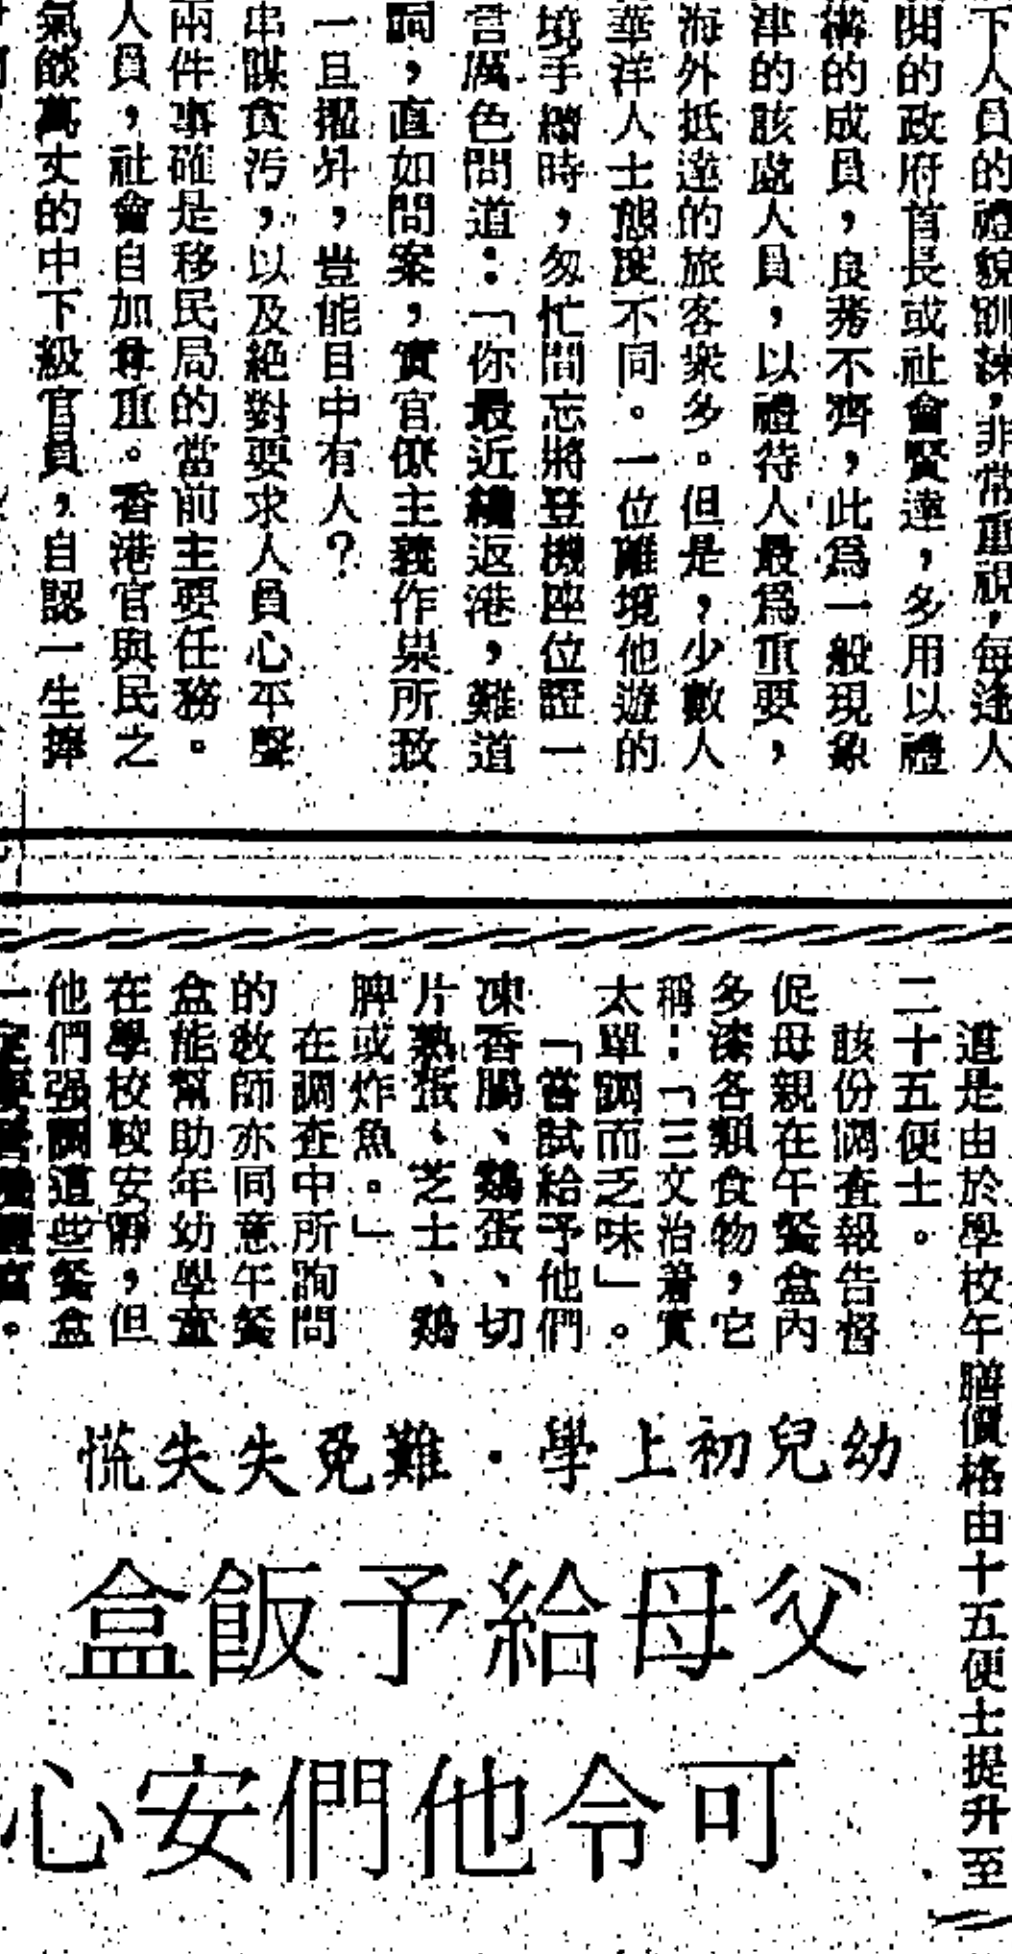 下人員的禮貌訓練，非常重視，每逢人
開的政府首長或社會賢達，多用以禮
構的成員，良莠不齊，此爲一般現象
津的該處人員，以禮待人最爲重要，
海外抵達的旅客衆多。但是，少數人
華洋人士態度不同。一位離境他遊的
境手續時，匆忙間忘將登機座位證一
言厲色問道：「你最近纔返港，難道
詞，直如問案，實官僚主義作祟所致
一旦擢升，豈能目中有人？
串謀貪污，以及絶對要求人員心平聲
兩件事確是移民局的當前主要任務。
人員，社會自加尊重。香港官與民之
氣燄萬丈的中下級官員，自認一生捧
這是由於學校午膳價格由十五便士提升至
二十五便士。
該份調查報告督
促母親在午餐盒內
多溱各類食物，它
稱：「三文治着實
太單調而乏味」。
「嘗試給予他們
凍香腸、鷄蛋、切
片熟蛋、芝士、鷄
脾或炸魚。」
在調查中所詢問
的教師亦同意午餐
盒能幫助年幼學童
在學校較安靜，但
他們强調這些餐盒
幼兒初上學·難免失失慌
父母給予飯盒
可令他們安心